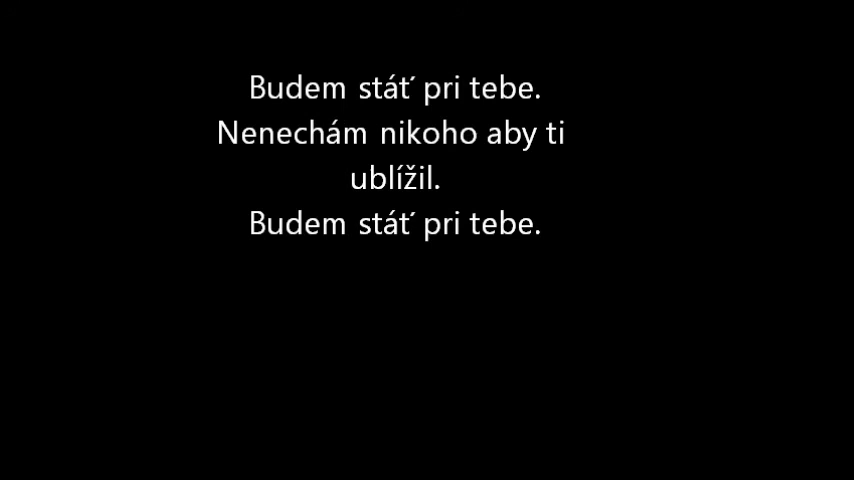 Budem stáť pri tebe.
Nenechám nikoho aby ti
ublížil.
Budem stáť pri tebe.